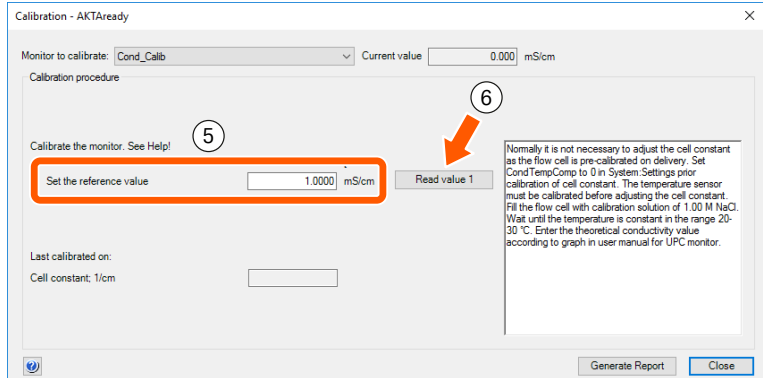 Calibration - AKTAready
Monitor to calibrate: Cond_Calib Current value 0.000 mS/cm
Calibration procedure
6
5
Calibrate the monitor. See Help!
Set the reference value 1.0000 mS/cm Read value 1
Normally it is not necessary to adjust the cell constant
as the flow cell is pre-calibrated on delivery. Set
CondTempComp to 0 in System:Settings prior
calibration of cell constant. The temperature sensor
must be calibrated before adjusting the cell constant.
Fill the flow cell with calibration solution of 1.00 M NaCl.
Wait until the temperature is constant in the range 20-
30 °C. Enter the theoretical conductivity value
according to graph in user manual for UPC monitor.
Last calibrated on:
Cell constant; 1/cm
Generate Report Close